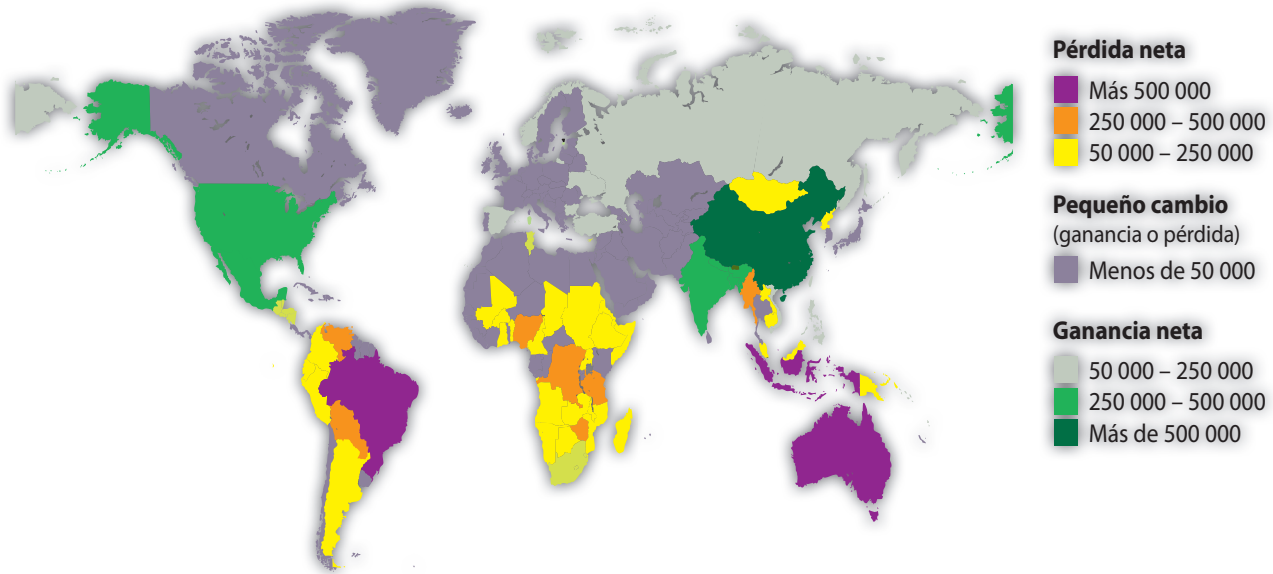 Pérdida neta
Más 500 000
250 000 – 500 000
50 000 – 250 000
Pequeño cambio
(ganancia o pérdida)
Menos de 50 000
Ganancia neta
50 000 – 250 000
250 000 – 500 000
Más de 500 000